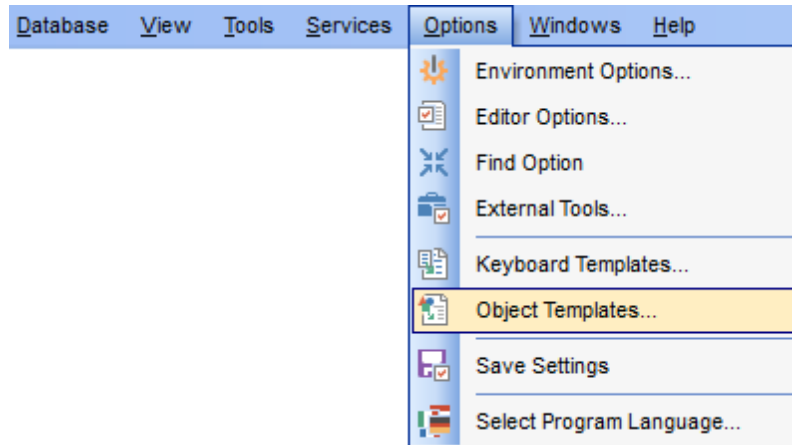 Database View Tools Services Options Windows Help
Environment Options...
Editor Options...
Find Option
External Tools...
Keyboard Templates...
Object Templates...
Save Settings
Select Program Language...